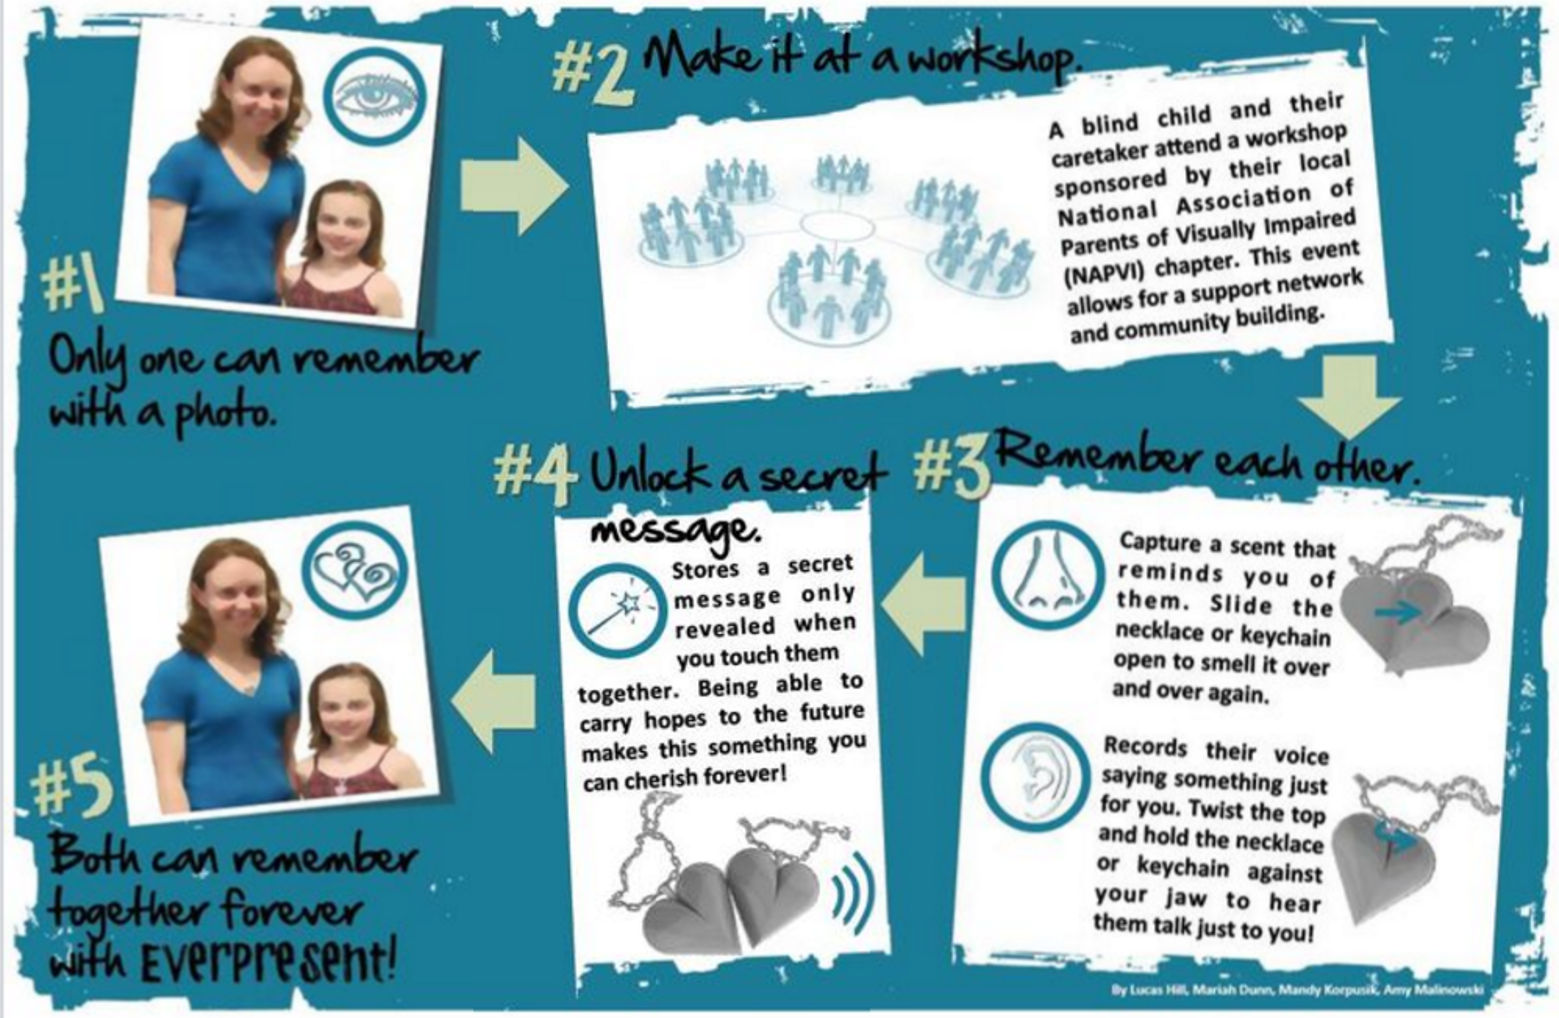 #1
Only one can remember
with a photo.
#2 Make it at a workshop.
A blind child and their
caretaker attend a workshop
sponsored by their local
National Association of
Parents of Visually Impaired
(NAPVI) chapter. This event
allows for a support network
and community building.
#3 Remember each other.
Capture a scent that
reminds you of
them. Slide the
necklace or keychain
open to smell it over
and over again.
Records their voice
saying something just
for you. Twist the top
and hold the necklace
or keychain against
your jaw to hear
them talk just to you!
#4 Unlock a secret
message.
Stores a secret
message only
revealed when
you touch them
together. Being able to
carry hopes to the future
makes this something you
can cherish forever!
#5
Both can remember
together forever
with Everpresent!
By Lucas Hill, Mariah Dunn, Mandy Korpusik, Amy Malinowski